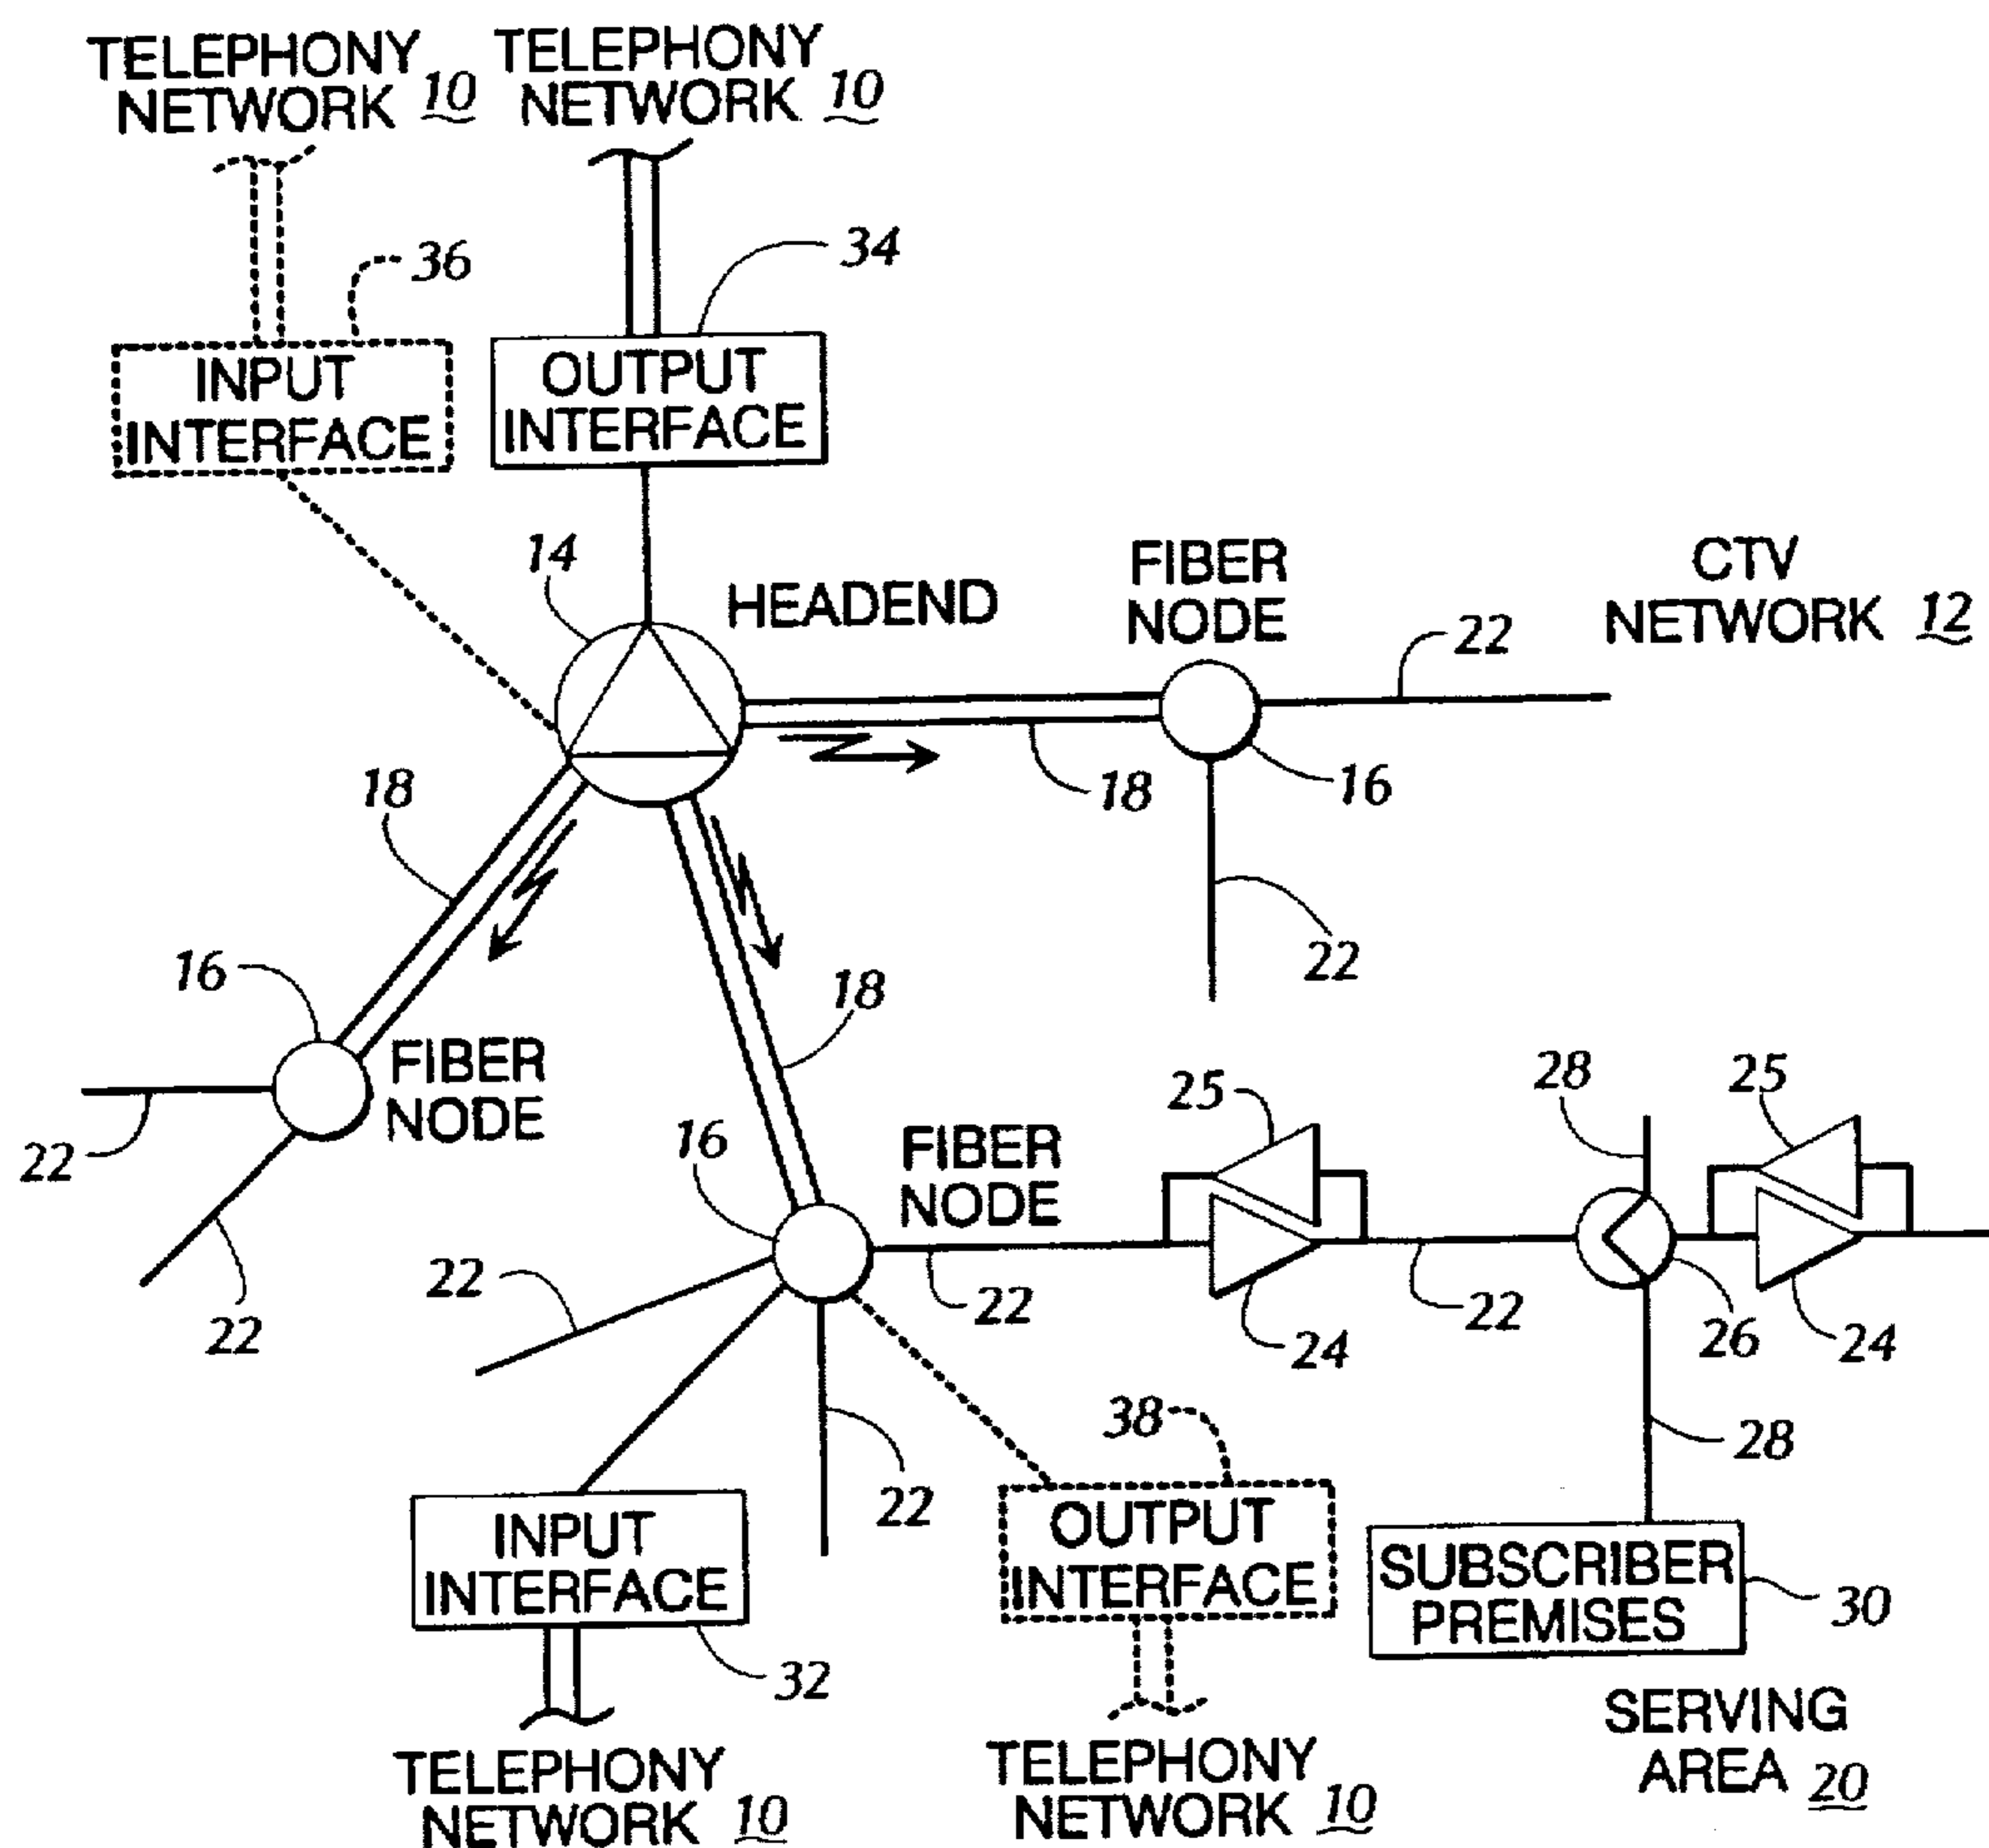 TELEPHONY
NETWORK 10
TELEPHONY
NETWORK 10
36
34
INPUT
INTERFACE
OUTPUT
INTERFACE
14
HEADEND
FIBER
NODE
CTV
NETWORK 12
22
18
16
18
22
16
18
FIBER
NODE
22
22
16
FIBER
NODE
25
28
25
22
22
24
22
26
24
38
28
22
INPUT
INTERFACE
OUTPUT
INTERFACE
SUBSCRIBER
PREMISES
30
32
SERVING
AREA 20
TELEPHONY
NETWORK 10
TELEPHONY
NETWORK 10